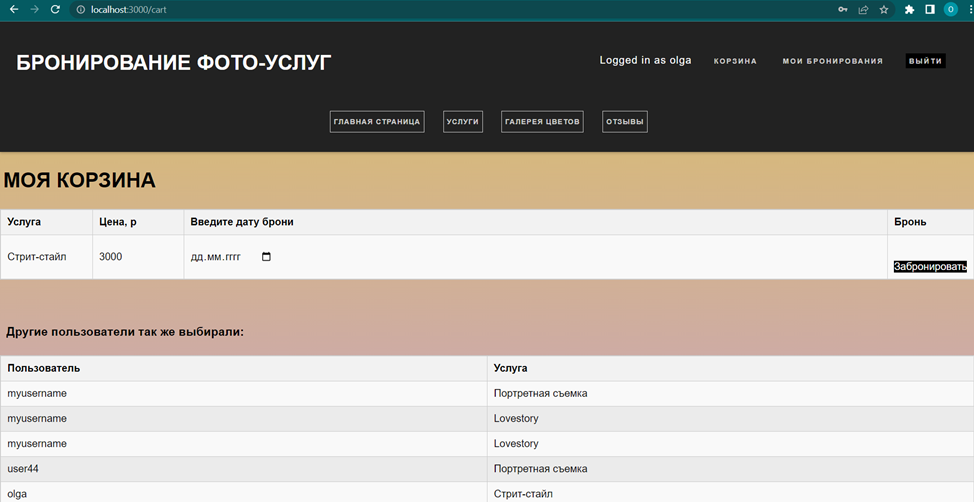 localhost:3000/cart
O
БРОНИРОВАНИЕ ФОТО-УСЛУГ
Logged in as olga
КОРЗИНА
МОИ БРОНИРОВАНИЯ
ВЫЙТИ
ГЛАВНАЯ СТРАНИЦА
УСЛУГИ
ГАЛЕРЕЯ ЦВЕТОВ
ОТЗЫВЫ
МОЯ КОРЗИНА
Услуга Цена, р Введите дату брони Бронь
Стрит-стайл 3000 дд.мм.гггг Забронировать
Другие пользователи так же выбирали:
Пользователь Услуга
myusername Портретная съемка
myusername Lovestory
myusername Lovestory
user44 Портретная съемка
olga Стрит-стайл